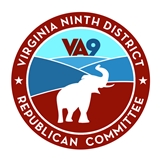 VIRGINIA NINTH DISTRICT
VA9
REPUBLICAN COMMITTEE